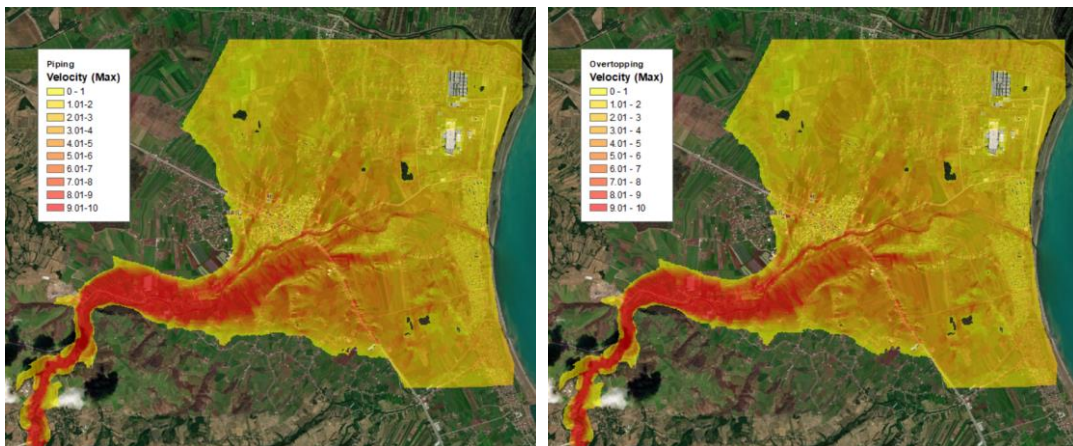 Piping
Velocity (Max)
0 - 1
1.01-2
2.01-3
3.01-4
4.01-5
5.01-6
6.01-7
7.01-8
8.01-9
9.01-10
Overtopping
Velocity (Max)
0 - 1
1.01 - 2
2.01 - 3
3.01 - 4
4.01 - 5
5.01 - 6
6.01 - 7
7.01 - 8
8.01 - 9
9.01 - 10